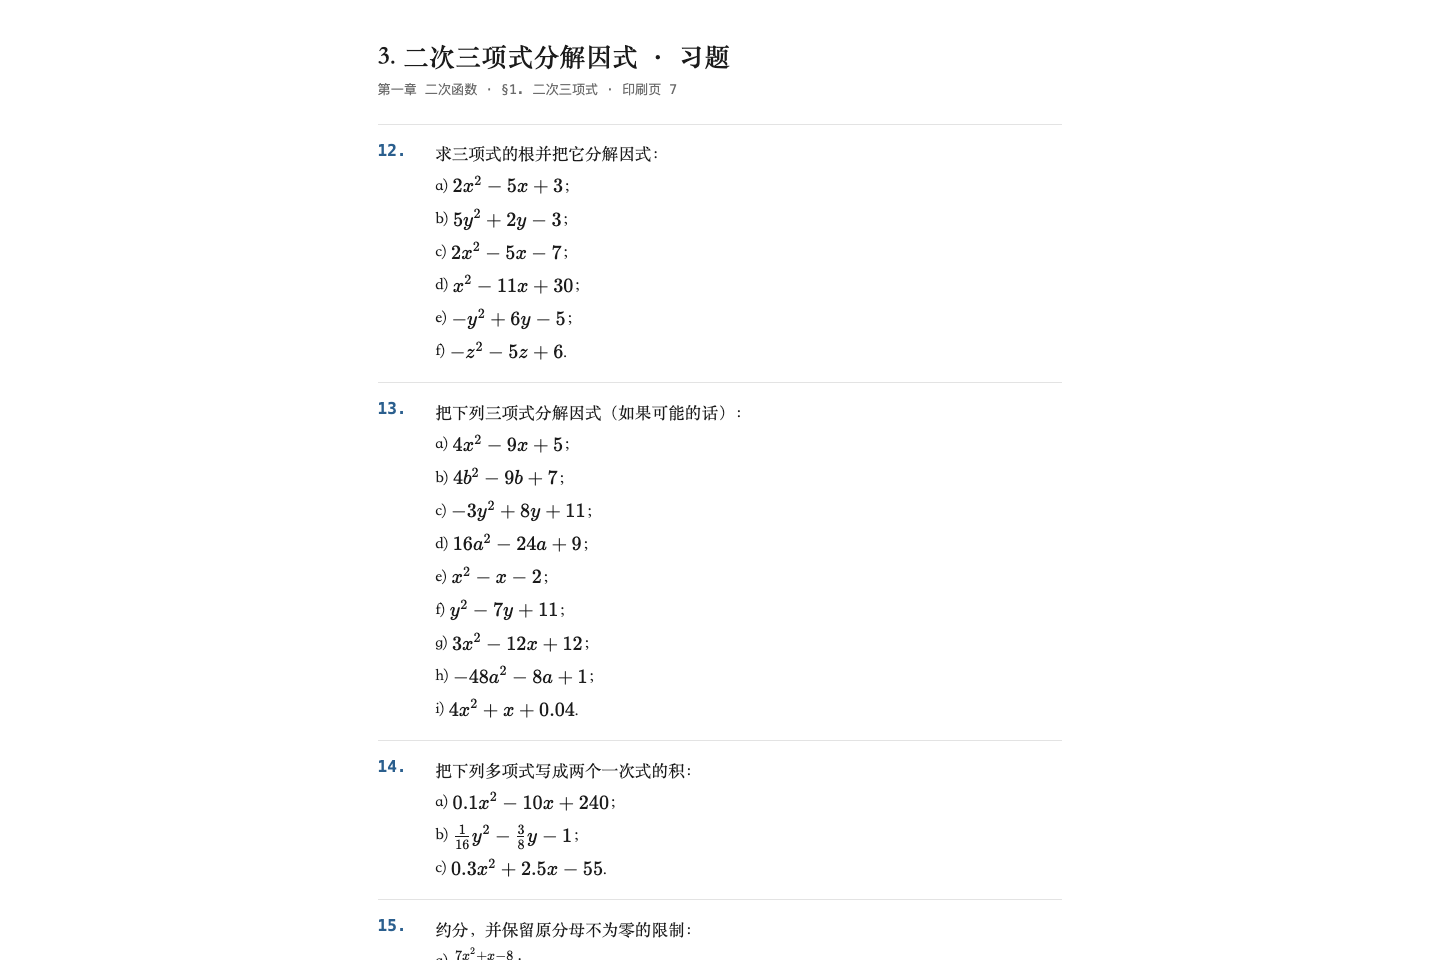 3. 二次三项式分解因式 · 习题
第一章 二次函数 · §1. 二次三项式 · 印刷页 7
12. 求三项式的根并把它分解因式：
a) 2x² − 5x + 3；
b) 5y² + 2y − 3；
c) 2x² − 5x − 7；
d) x² − 11x + 30；
e) −y² + 6y − 5；
f) −z² − 5z + 6.
13. 把下列三项式分解因式（如果可能的话）：
a) 4x² − 9x + 5；
b) 4b² − 9b + 7；
c) −3y² + 8y + 11；
d) 16a² − 24a + 9；
e) x² − x − 2；
f) y² − 7y + 11；
g) 3x² − 12x + 12；
h) −48a² − 8a + 1；
i) 4x² + x + 0.04.
14. 把下列多项式写成两个一次式的积：
a) 0.1x² − 10x + 240；
b) 1/16 y² − 3/8 y − 1；
c) 0.3x² + 2.5x − 55.
15. 约分，并保留原分母不为零的限制：
7x²+x−8